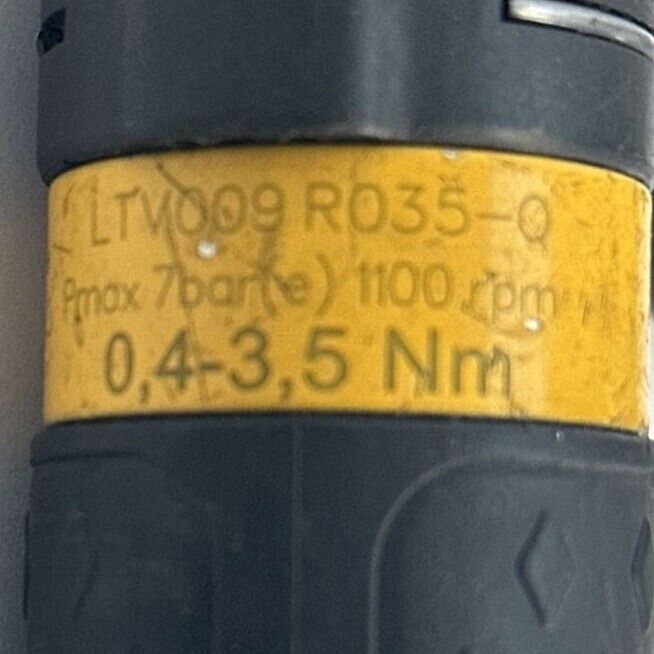 LTV009 R035-Q
Pmax 7bar(e) 1100 rpm
0,4-3,5 Nm